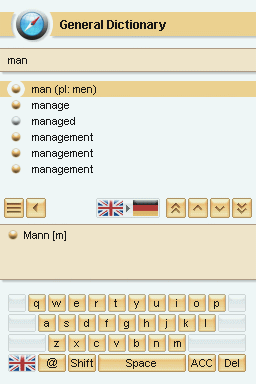 General Dictionary
man
man (pl: men)
manage
managed
management
management
management
Mann [m]
q w e r t y u i o p
a s d f g h j k l
z x c v b n m
@ Shift Space ACC Del